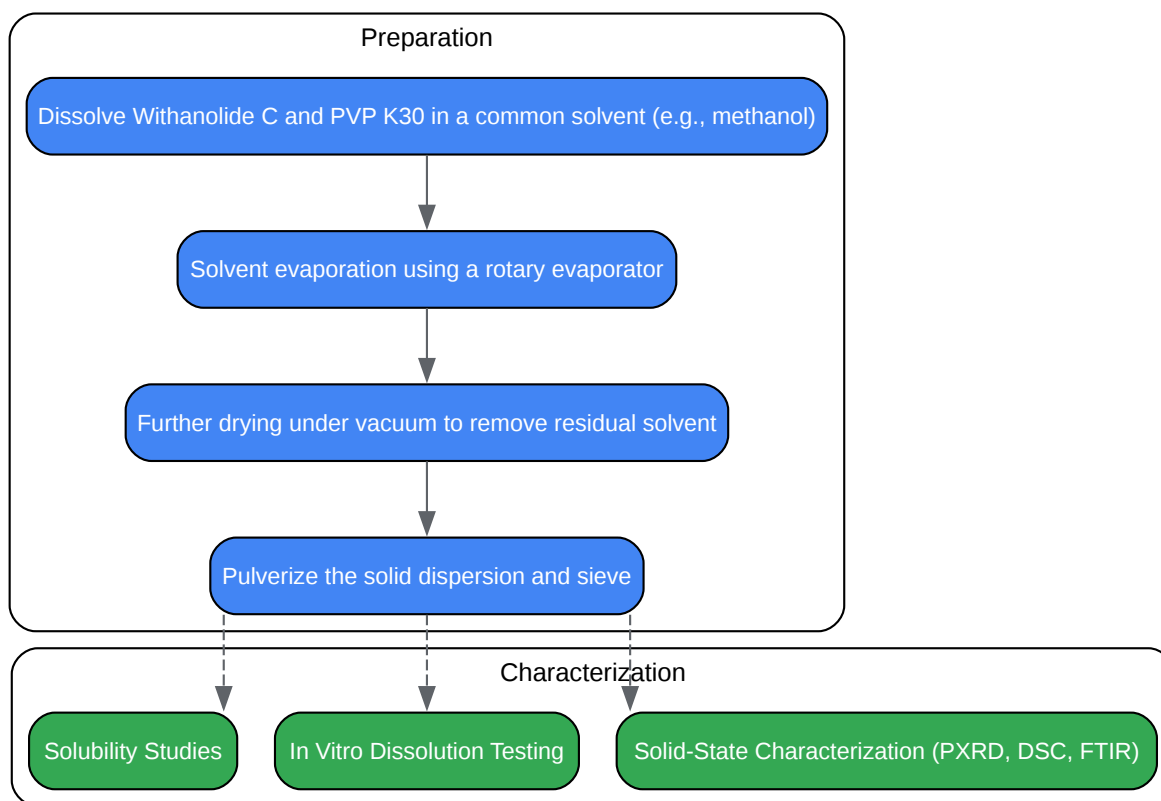 Preparation
Dissolve Withanolide C and PVP K30 in a common solvent (e.g., methanol)
Solvent evaporation using a rotary evaporator
Further drying under vacuum to remove residual solvent
Pulverize the solid dispersion and sieve
Characterization
Solubility Studies
In Vitro Dissolution Testing
Solid-State Characterization (PXRD, DSC, FTIR)